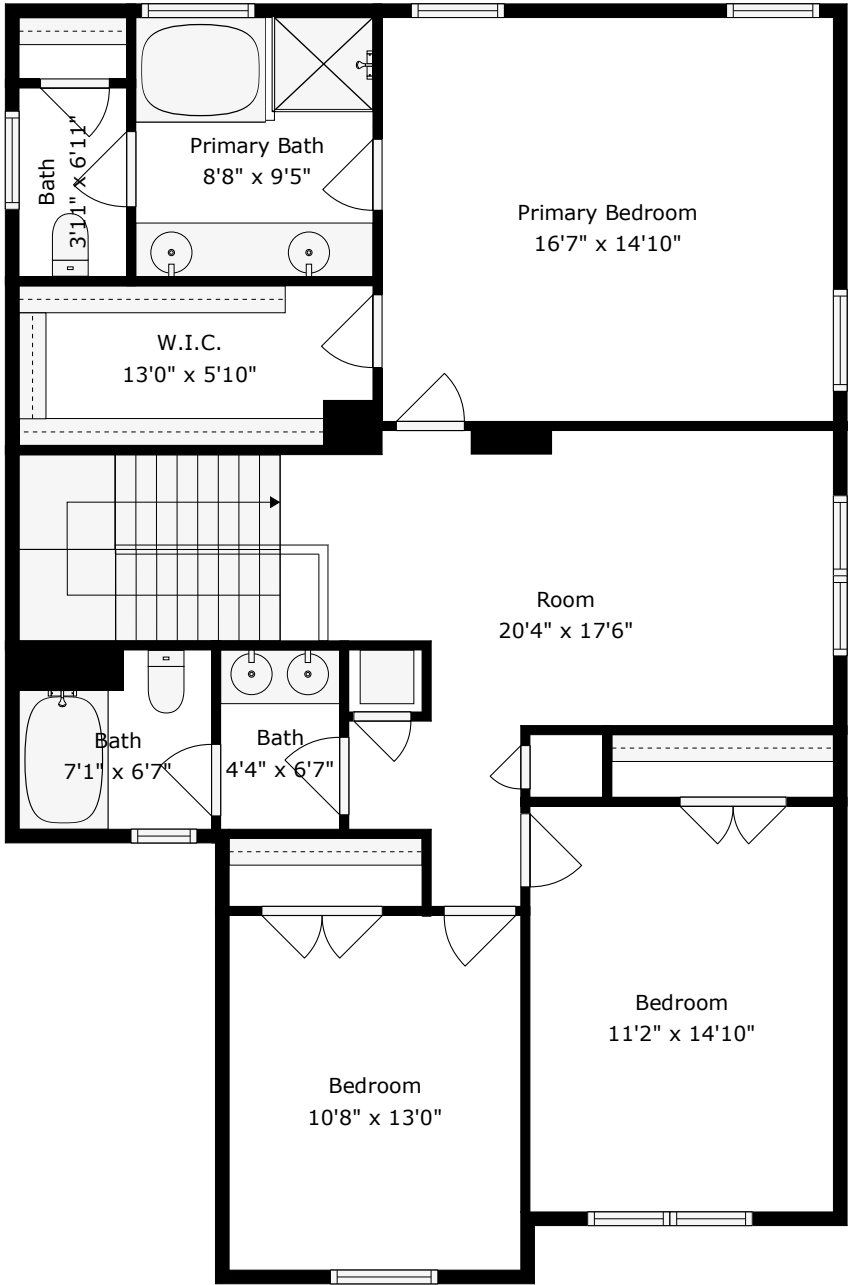 Primary Bath
8'8" x 9'5"
Bath
3'11" x 6'11"
Primary Bedroom
16'7" x 14'10"
W.I.C.
13'0" x 5'10"
Room
20'4" x 17'6"
Bath
7'1" x 6'7"
Bath
4'4" x 6'7"
Bedroom
11'2" x 14'10"
Bedroom
10'8" x 13'0"